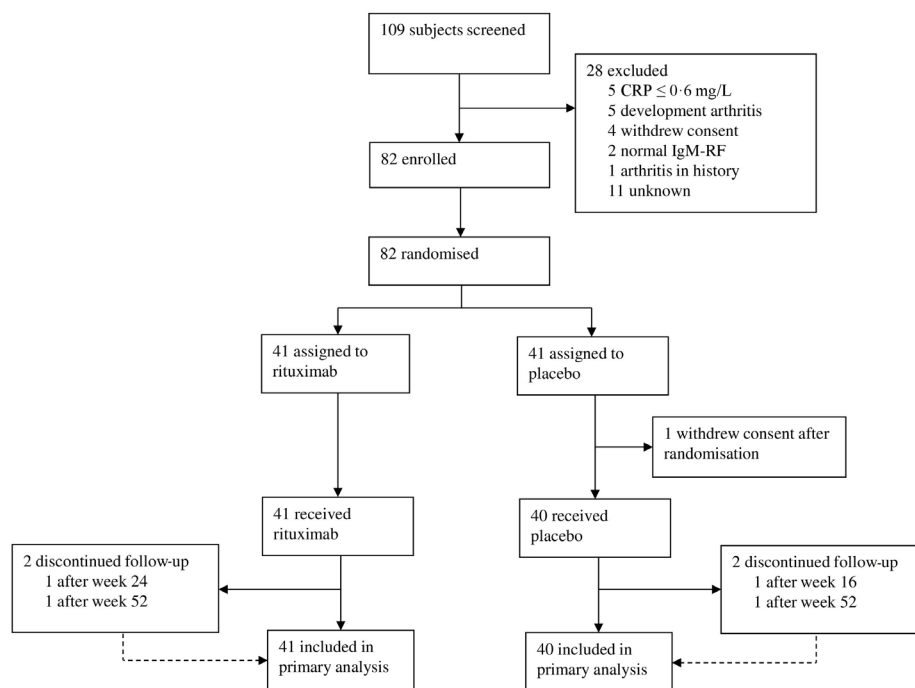 109 subjects screened
28 excluded
5 CRP ≤ 0·6 mg/L
5 development arthritis
4 withdrew consent
2 normal IgM-RF
1 arthritis in history
11 unknown
82 enrolled
82 randomised
41 assigned to
rituximab
41 assigned to
placebo
1 withdrew consent after
randomisation
41 received
rituximab
40 received
placebo
2 discontinued follow-up
1 after week 24
1 after week 52
2 discontinued follow-up
1 after week 16
1 after week 52
41 included in
primary analysis
40 included in
primary analysis